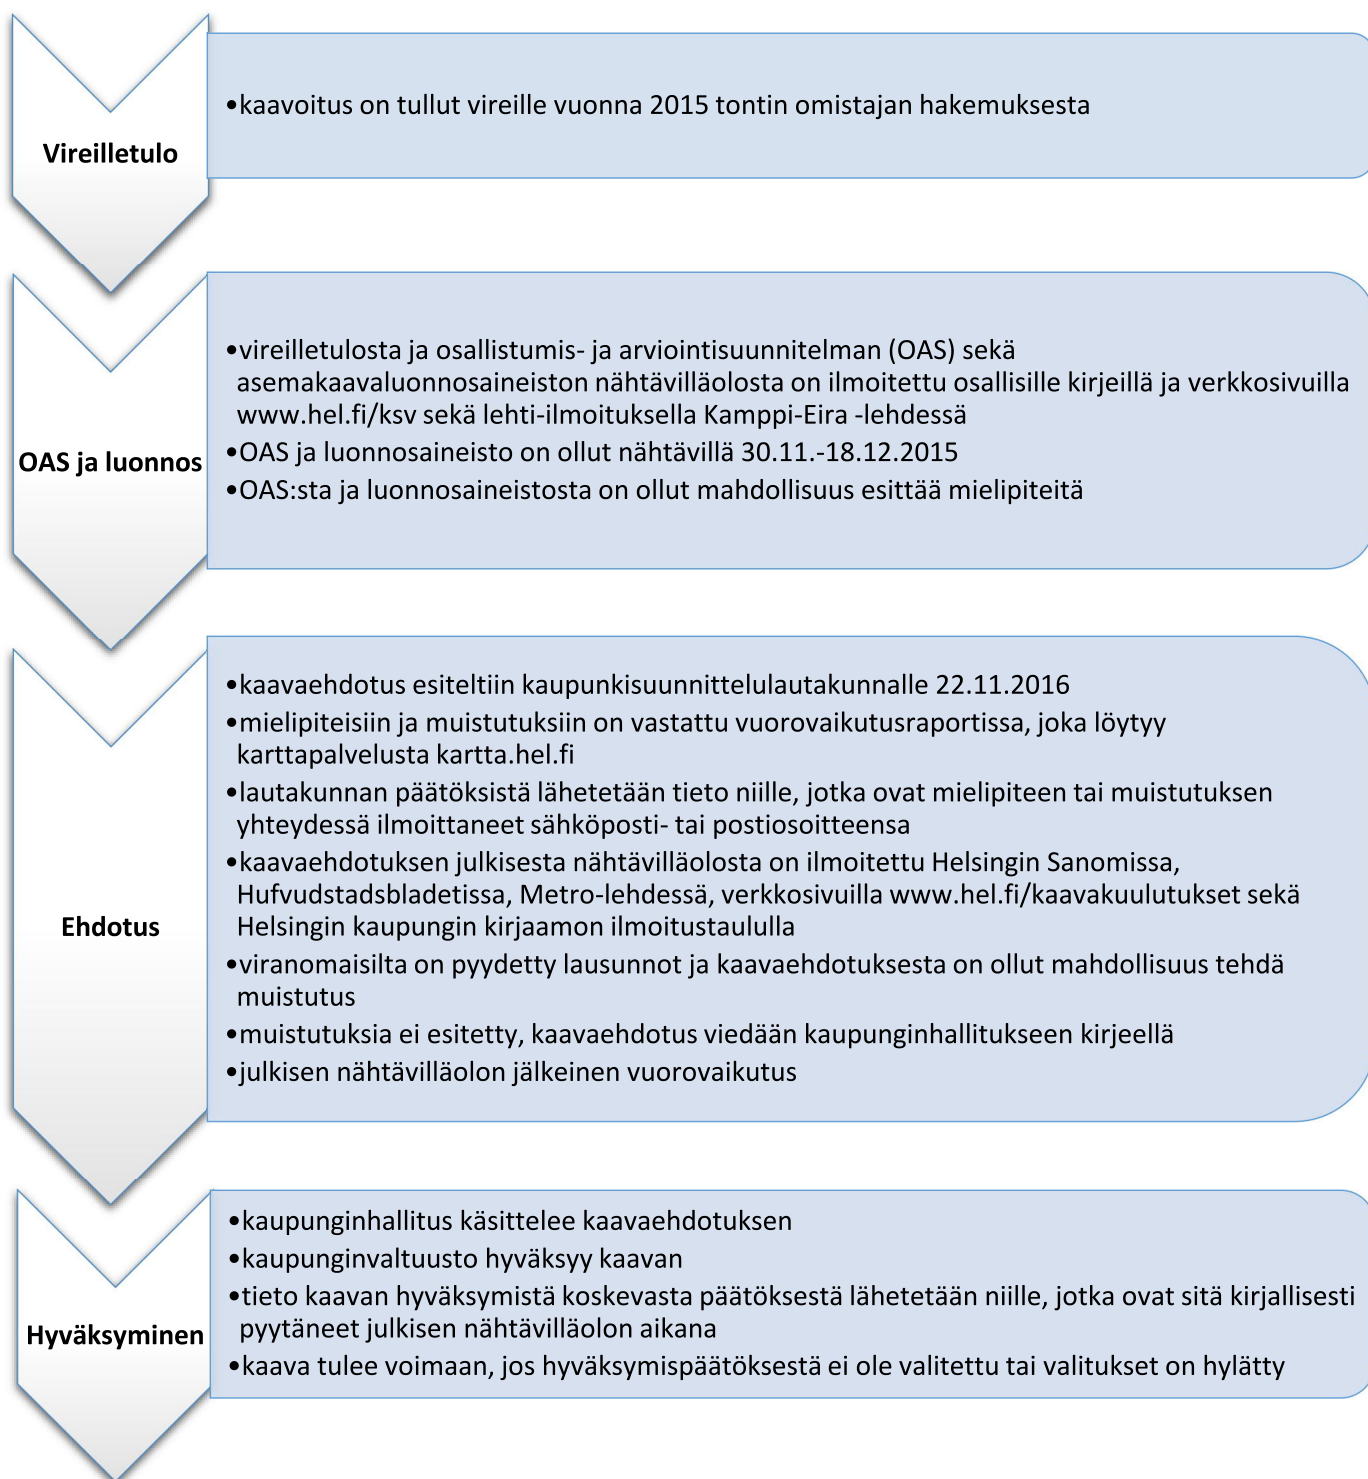 Vireilletulo
•kaavoitus on tullut vireille vuonna 2015 tontin omistajan hakemuksesta
OAS ja luonnos
•vireilletulosta ja osallistumis- ja arviointisuunnitelman (OAS) sekä
asemakaavaluonnosaineiston nähtävilläolosta on ilmoitettu osallisille kirjeillä ja verkkosivuilla
www.hel.fi/ksv sekä lehti-ilmoituksella Kamppi-Eira -lehdessä
•OAS ja luonnosaineisto on ollut nähtävillä 30.11.-18.12.2015
•OAS:sta ja luonnosaineistosta on ollut mahdollisuus esittää mielipiteitä
Ehdotus
•kaavaehdotus esiteltiin kaupunkisuunnittelulautakunnalle 22.11.2016
•mielipiteisiin ja muistutuksiin on vastattu vuorovaikutusraportissa, joka löytyy
karttapalvelusta kartta.hel.fi
•lautakunnan päätöksistä lähetetään tieto niille, jotka ovat mielipiteen tai muistutuksen
yhteydessä ilmoittaneet sähköposti- tai postiosoitteensa
•kaavaehdotuksen julkisesta nähtävilläolosta on ilmoitettu Helsingin Sanomissa,
Hufvudstadsbladetissa, Metro-lehdessä, verkkosivuilla www.hel.fi/kaavakuulutukset sekä
Helsingin kaupungin kirjaamon ilmoitustaululla
•viranomaisilta on pyydetty lausunnot ja kaavaehdotuksesta on ollut mahdollisuus tehdä
muistutus
•muistutuksia ei esitetty, kaavaehdotus viedään kaupunginhallitukseen kirjeellä
•julkisen nähtävilläolon jälkeinen vuorovaikutus
Hyväksyminen
•kaupunginhallitus käsittelee kaavaehdotuksen
•kaupunginvaltuusto hyväksyy kaavan
•tieto kaavan hyväksymistä koskevasta päätöksestä lähetetään niille, jotka ovat sitä kirjallisesti
pyytäneet julkisen nähtävilläolon aikana
•kaava tulee voimaan, jos hyväksymispäätöksestä ei ole valitettu tai valitukset on hylätty